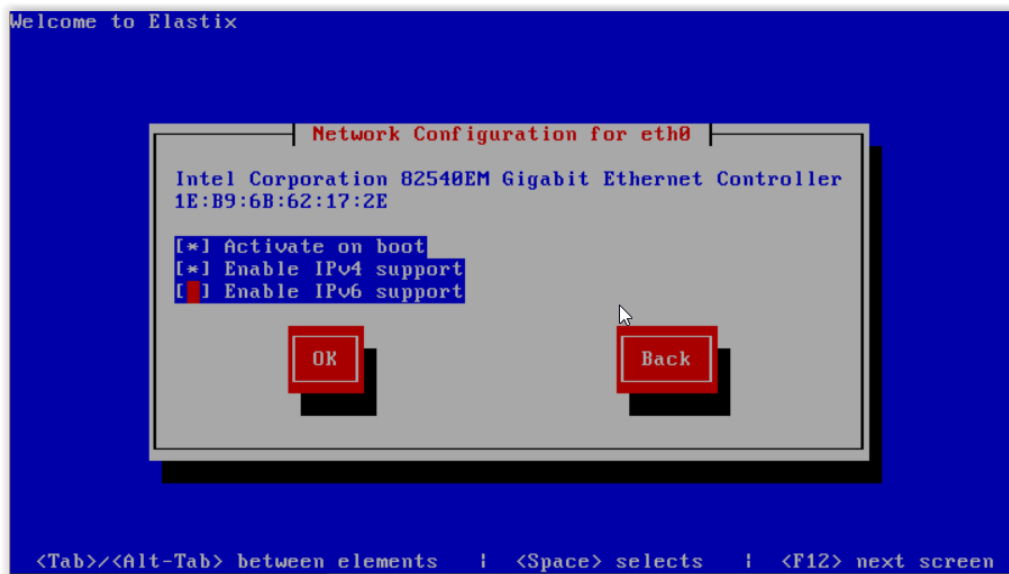 Welcome to Elastix
Network Configuration for eth0
Intel Corporation 82540EM Gigabit Ethernet Controller
1E:B9:6B:62:17:2E
[*] Activate on boot
[*] Enable IPv4 support
[ ] Enable IPv6 support
OK Back
<Tab>/<Alt-Tab> between elements | <Space> selects | <F12> next screen